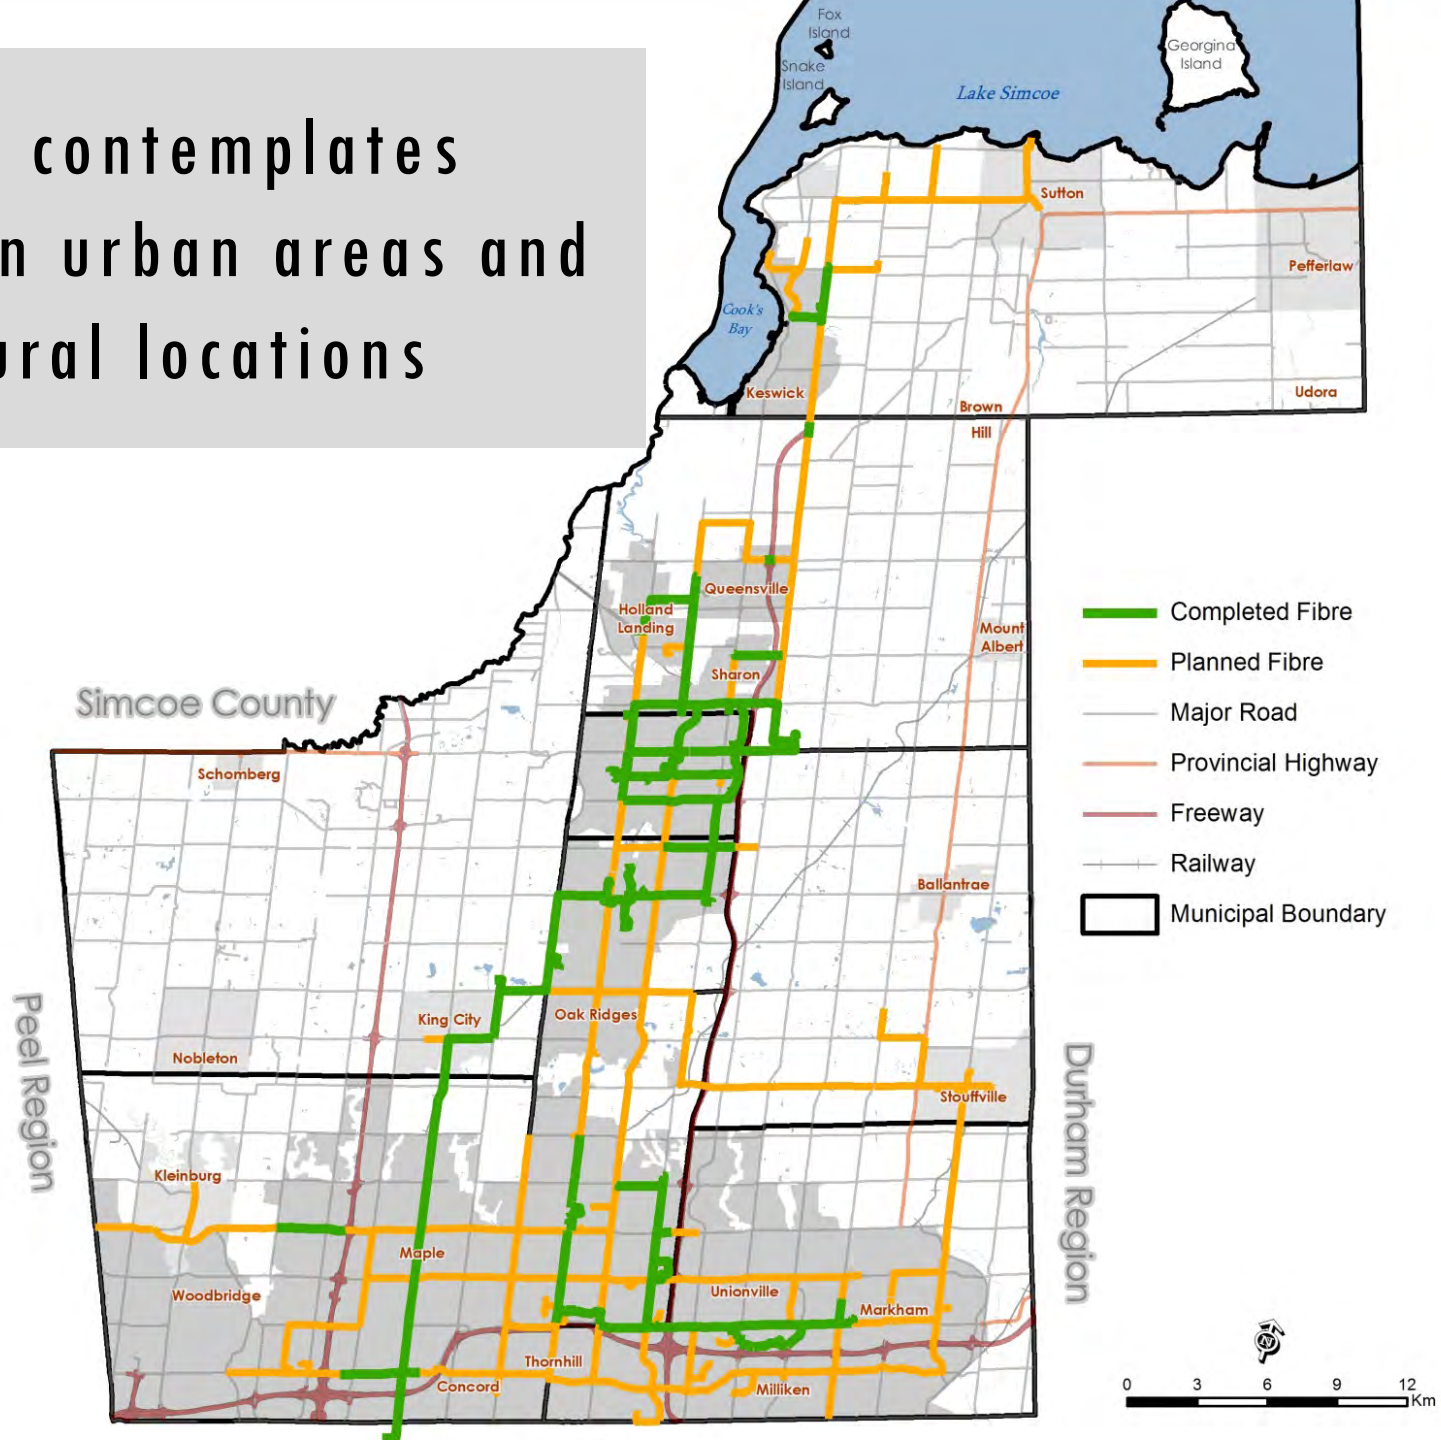 contemplates
urban areas and
locations
Fox
Island
Snake
Island
Georgina
Island
Lake Simcoe
Sutton
Pefferlaw
Cook's
Bay
Keswick
Udora
Brown
Hill
Queensville
Holland
Landing
Mount
Albert
Sharon
Simcoe County
Schomberg
Ballantrae
King City
Oak Ridges
Nobleton
Stouffville
Peel Region
Durham Region
Kleinburg
Maple
Woodbridge
Unionville
Markham
Thornhill
Concord
Milliken
Completed Fibre
Planned Fibre
Major Road
Provincial Highway
Freeway
Railway
Municipal Boundary
N
0 3 6 9 12
Km